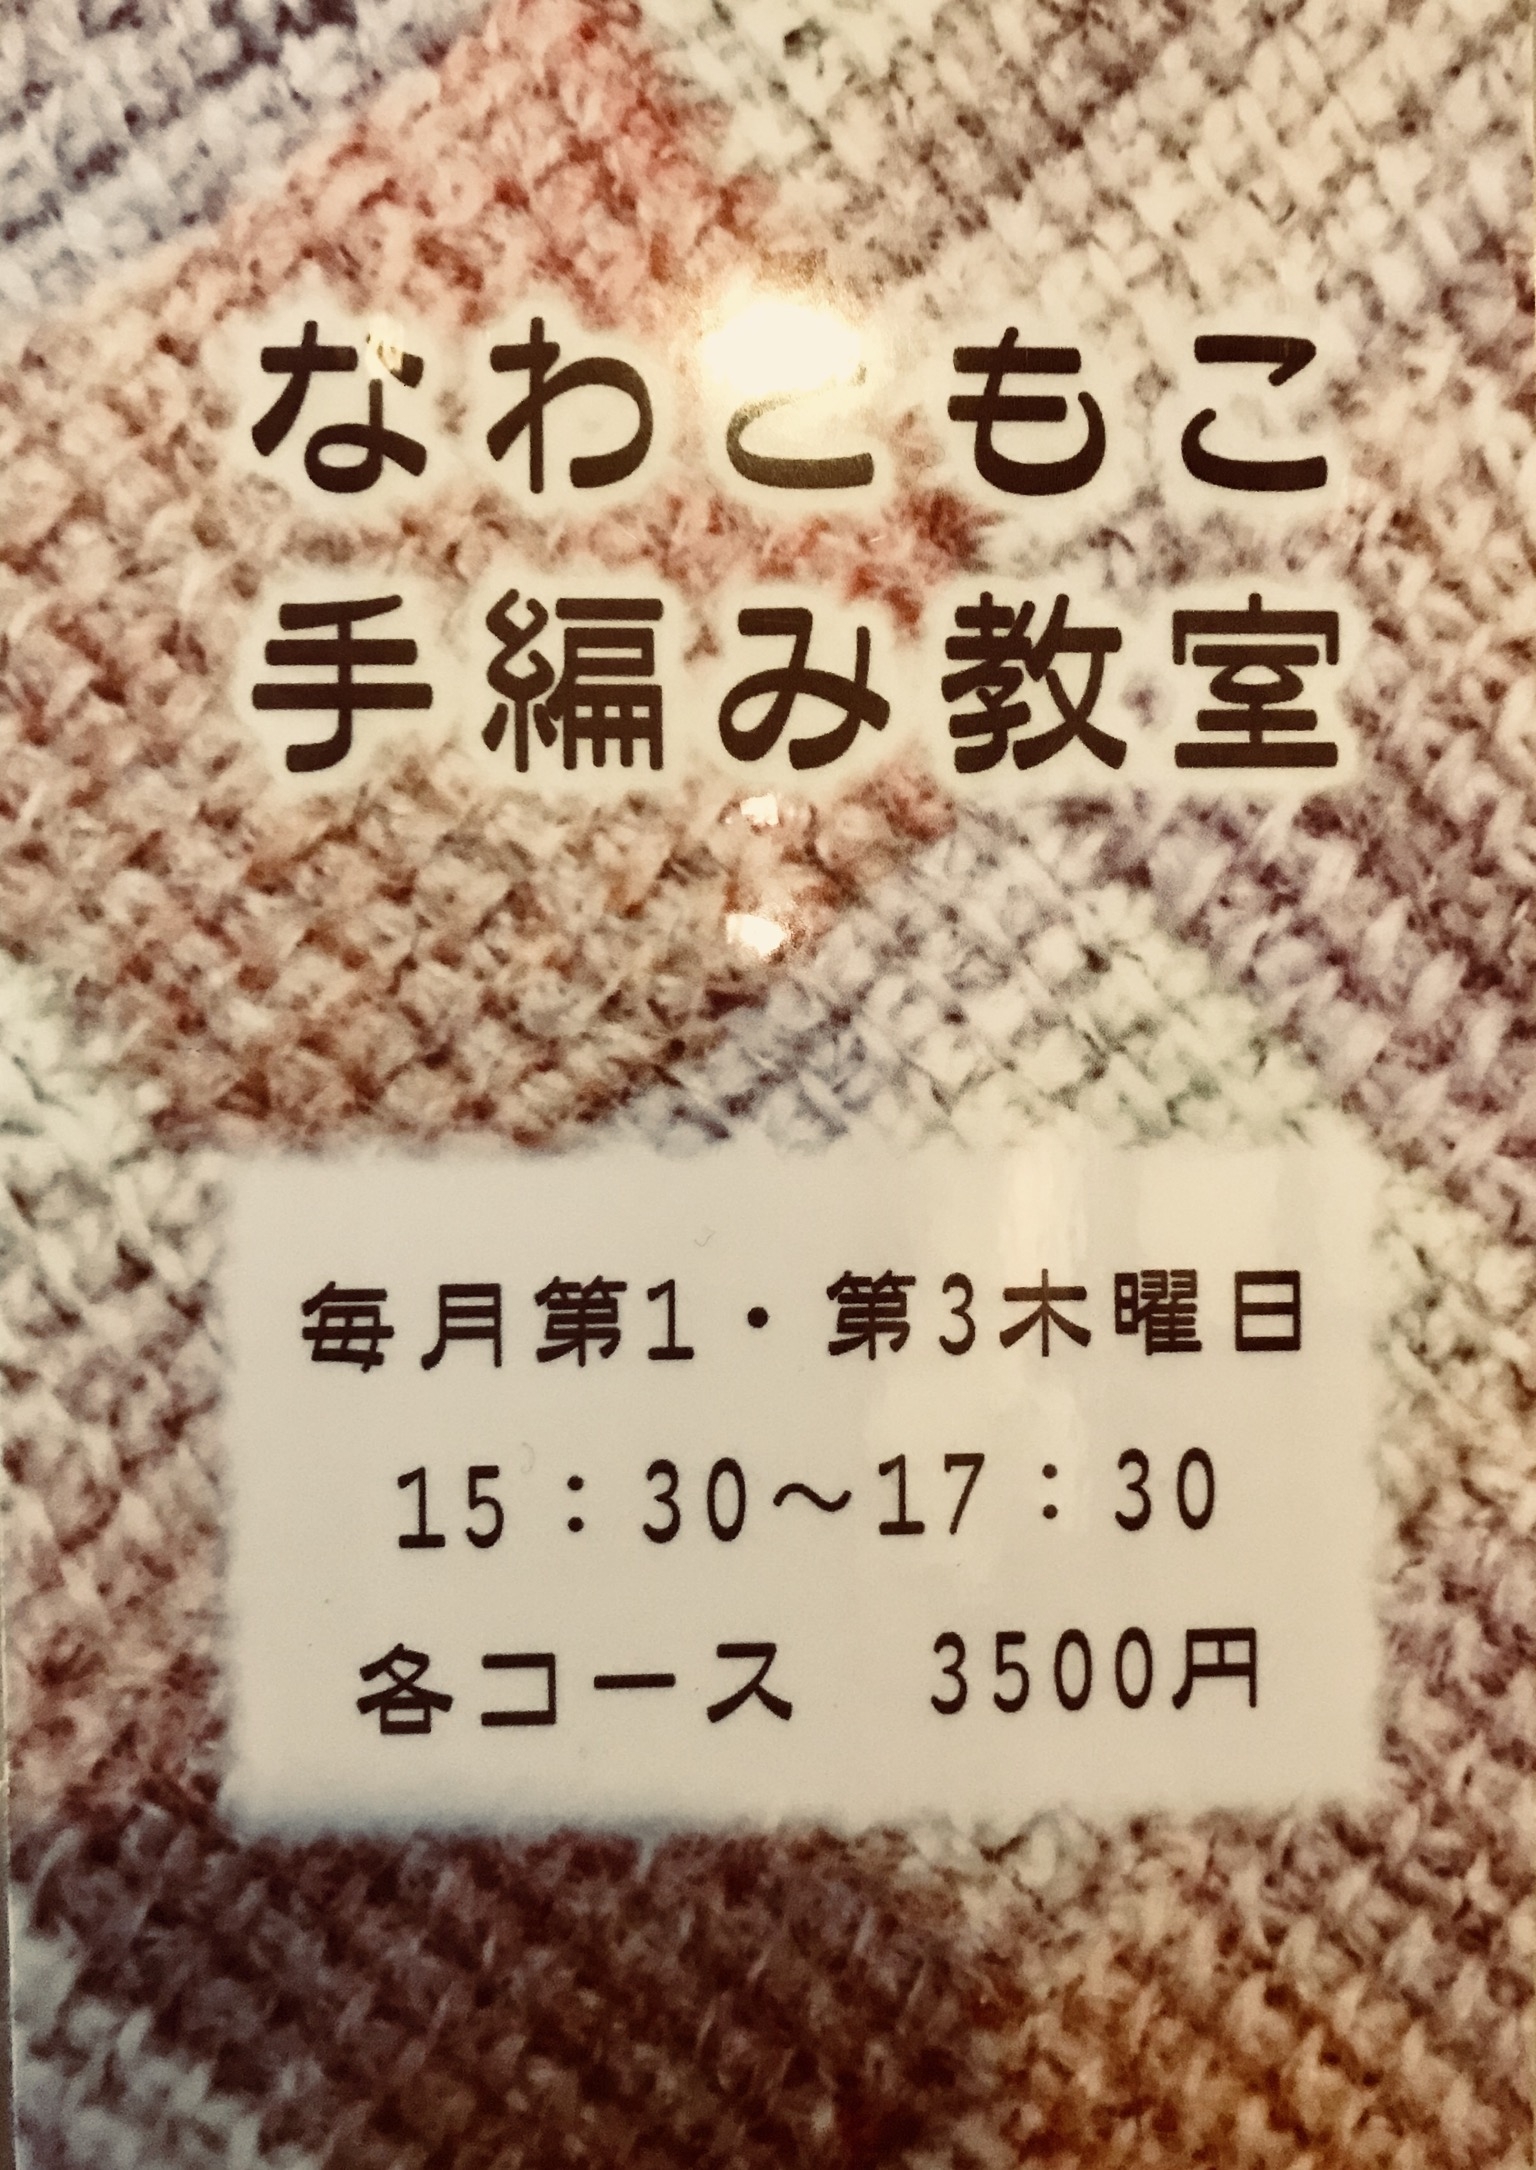 なわともこ
手編み教室
毎月第1・第3木曜日
15：30～17：30
各コース　3500円